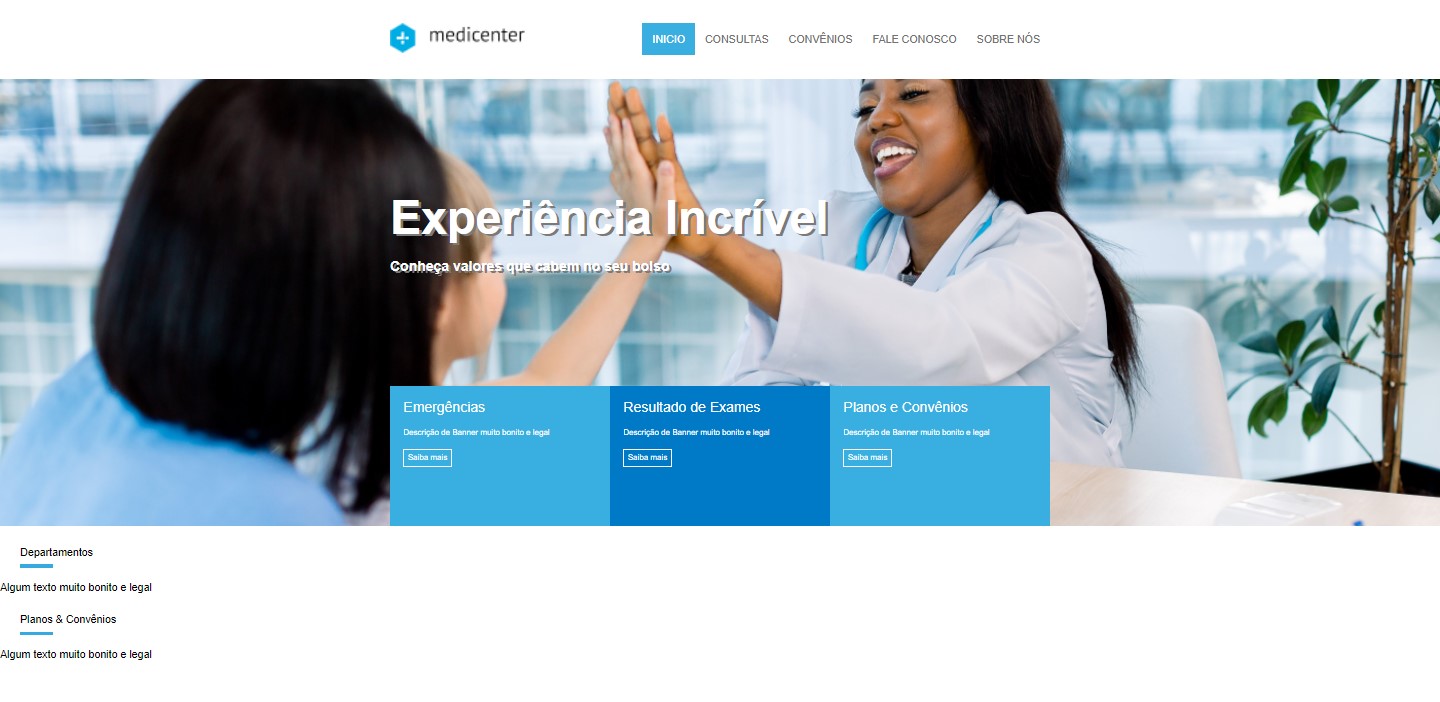 medicenter
INICIO CONSULTAS CONVÊNIOS FALE CONOSCO SOBRE NÓS
Experiência Incrível
Conheça valores que cabem no seu bolso
Emergências
Descrição de Banner muito bonito e legal
Saiba mais
Resultado de Exames
Descrição de Banner muito bonito e legal
Saiba mais
Planos e Convênios
Descrição de Banner muito bonito e legal
Saiba mais
Departamentos
Algum texto muito bonito e legal
Planos & Convênios
Algum texto muito bonito e legal